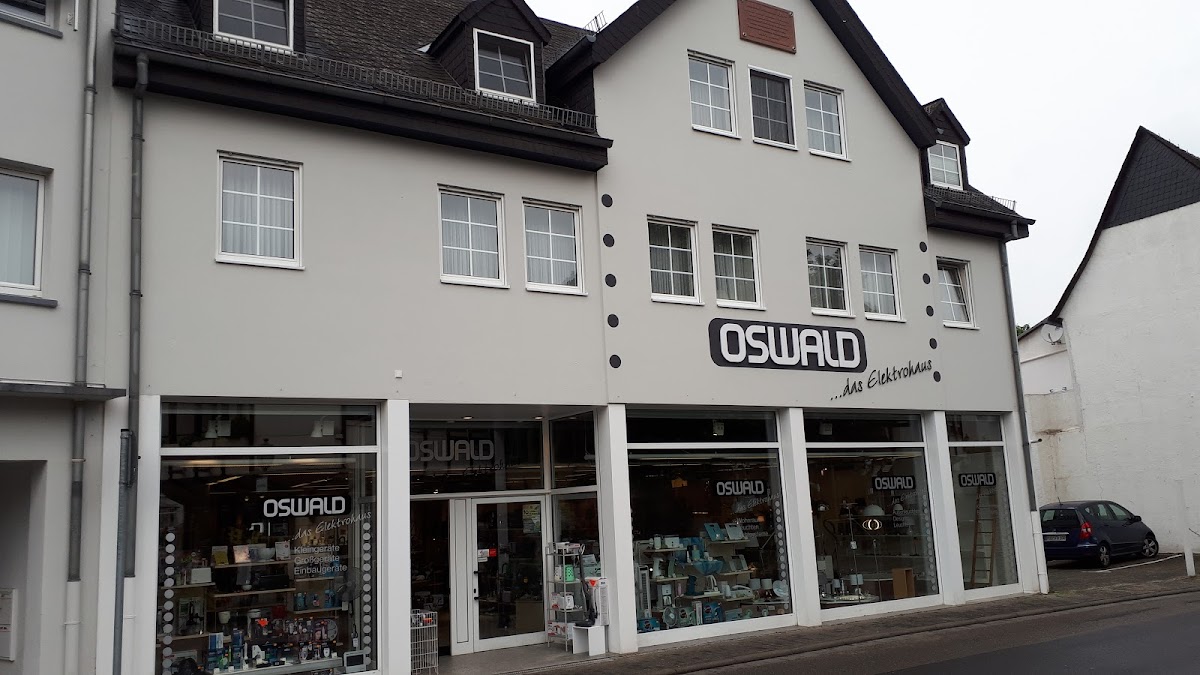 OSWALD
...das Elektrohaus
OSWALD
OSWALD
...das Elektrohaus
Kleingeräte
Großgeräte
Einbaugeräte
OSWALD
OSWALD
OSWALD